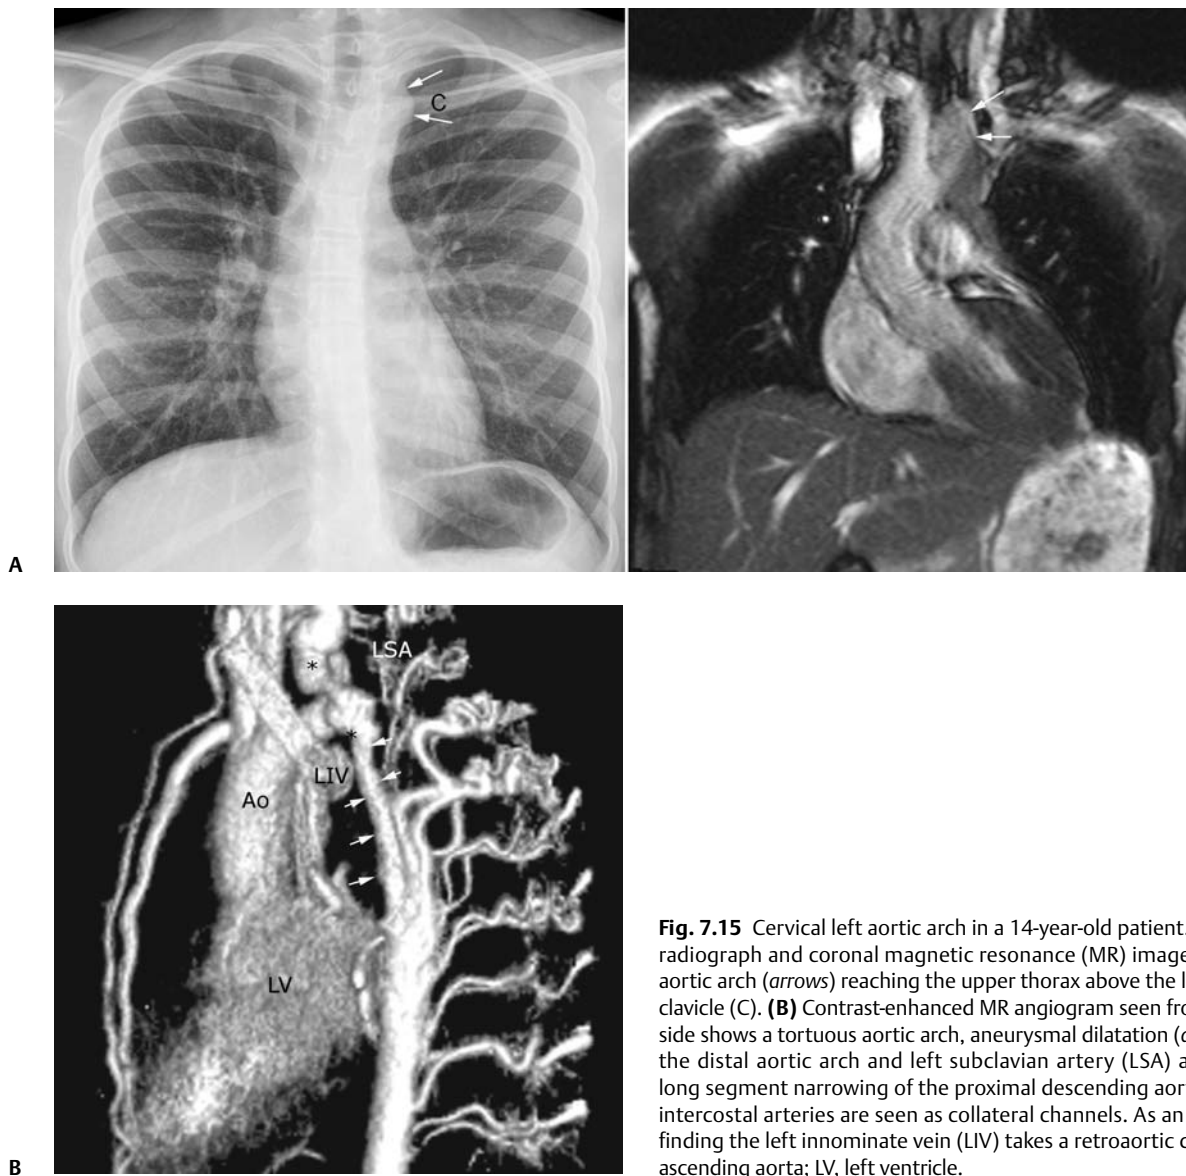 C
A
LSA
*
*
LIV
Ao
LV
B
Fig. 7.15 Cervical left aortic arch in a 14-year-old patient.
radiograph and coronal magnetic resonance (MR) image
aortic arch (arrows) reaching the upper thorax above the l
clavicle (C). (B) Contrast-enhanced MR angiogram seen fro
side shows a tortuous aortic arch, aneurysmal dilatation (a
the distal aortic arch and left subclavian artery (LSA) a
long segment narrowing of the proximal descending aor
intercostal arteries are seen as collateral channels. As an
finding the left innominate vein (LIV) takes a retroaortic c
ascending aorta; LV, left ventricle.